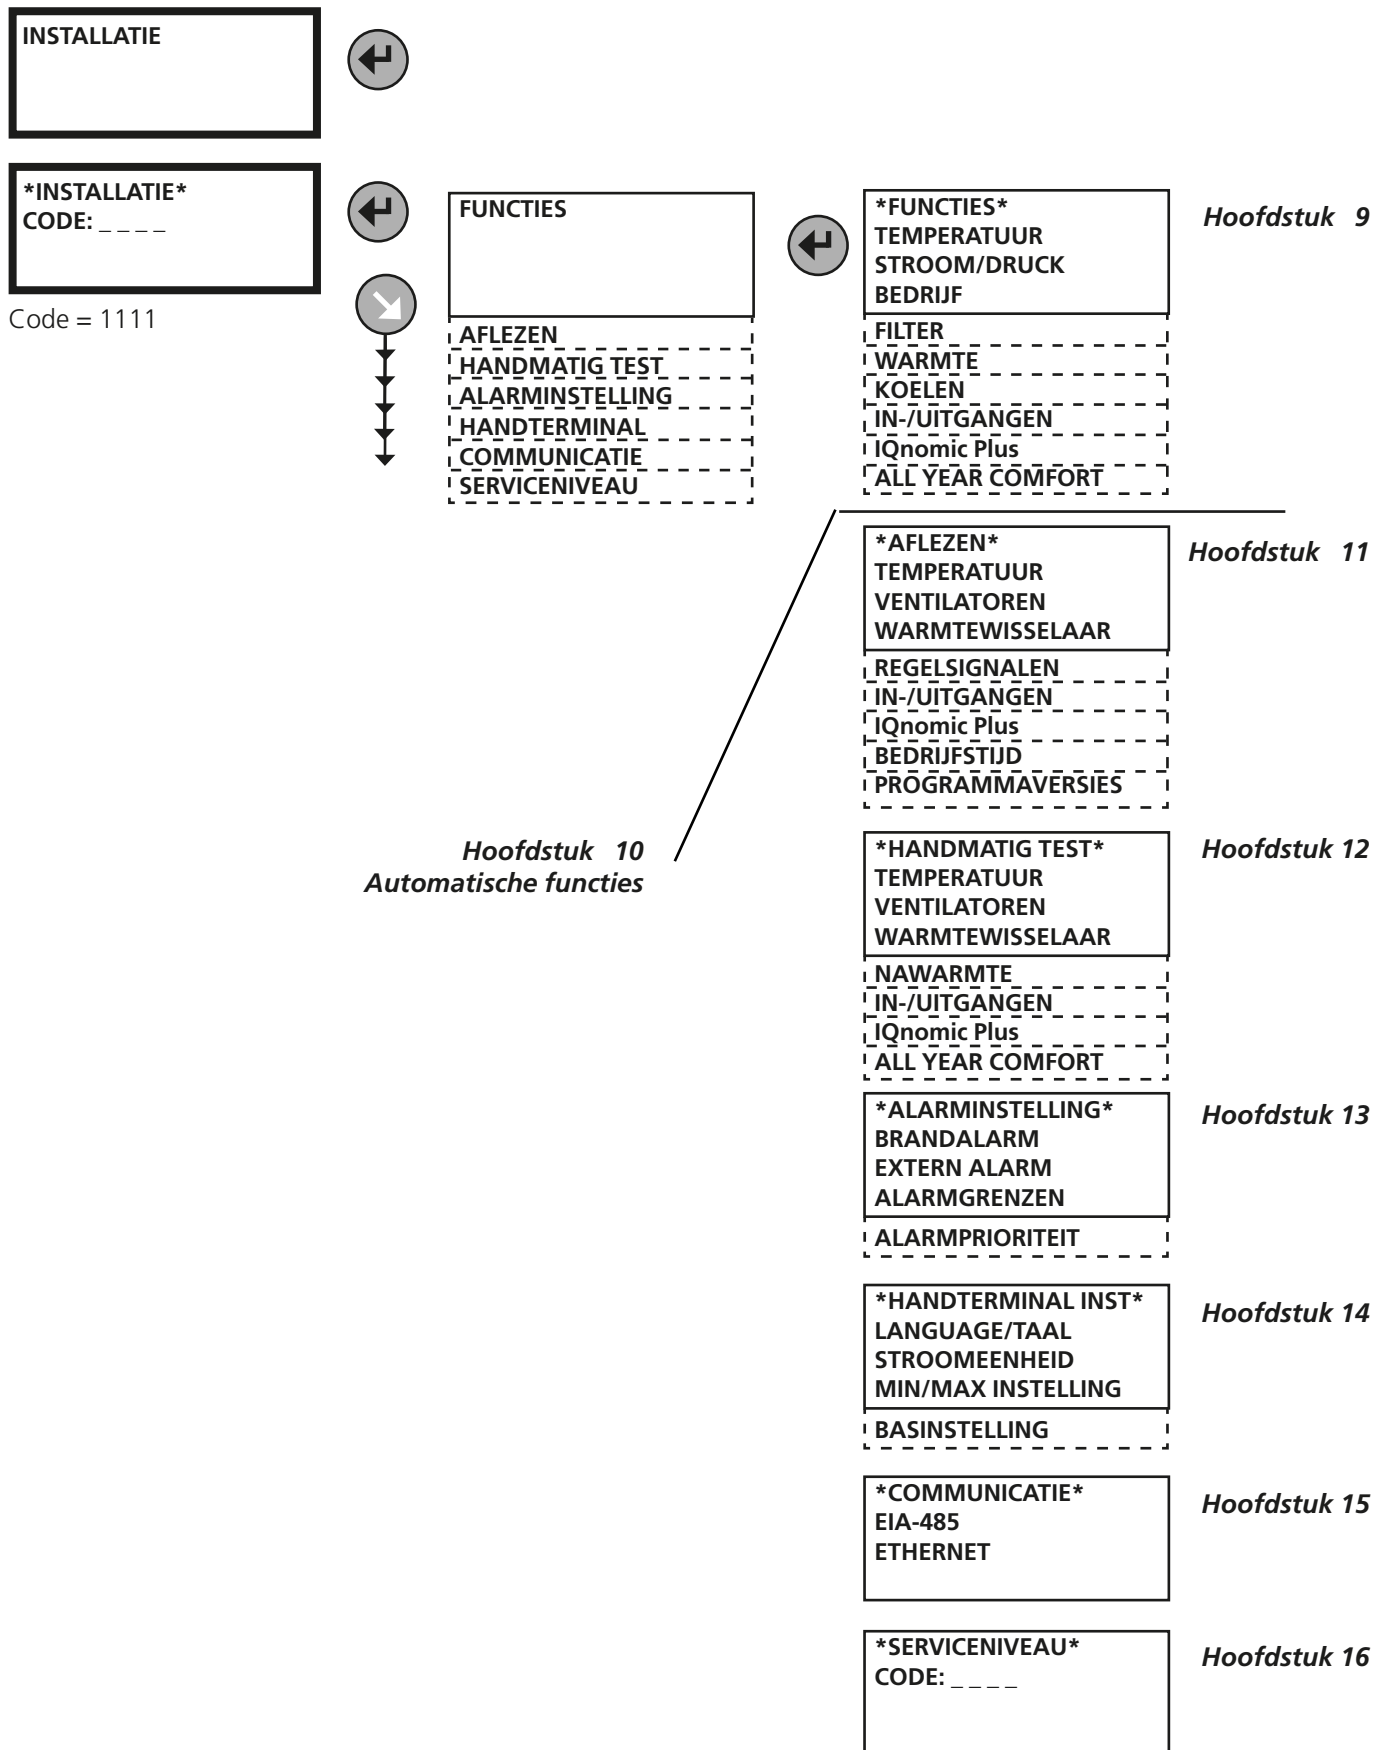 INSTALLATIE
*INSTALLATIE*
CODE: _ _ _ _
Code = 1111
FUNCTIES
AFLEZEN
HANDMATIG TEST
ALARMINSTELLING
HANDTERMINAL
COMMUNICATIE
SERVICENIVEAU
*FUNCTIES*
TEMPERATUUR
STROOM/DRUCK
BEDRIJF
FILTER
WARMTE
KOELEN
IN-/UITGANGEN
IQnomic Plus
ALL YEAR COMFORT
Hoofdstuk 9
Hoofdstuk 10
Automatische functies
*AFLEZEN*
TEMPERATUUR
VENTILATOREN
WARMTEWISSELAAR
REGELSIGNALEN
IN-/UITGANGEN
IQnomic Plus
BEDRIJFSTIJD
PROGRAMMAVERSIES
Hoofdstuk 11
*HANDMATIG TEST*
TEMPERATUUR
VENTILATOREN
WARMTEWISSELAAR
NAWARMTE
IN-/UITGANGEN
IQnomic Plus
ALL YEAR COMFORT
Hoofdstuk 12
*ALARMINSTELLING*
BRANDALARM
EXTERN ALARM
ALARMGRENZEN
ALARMPRIORITEIT
Hoofdstuk 13
*HANDTERMINAL INST*
LANGUAGE/TAAL
STROOMEENHEID
MIN/MAX INSTELLING
BASINSTELLING
Hoofdstuk 14
*COMMUNICATIE*
EIA-485
ETHERNET
Hoofdstuk 15
*SERVICENIVEAU*
CODE: _ _ _ _
Hoofdstuk 16